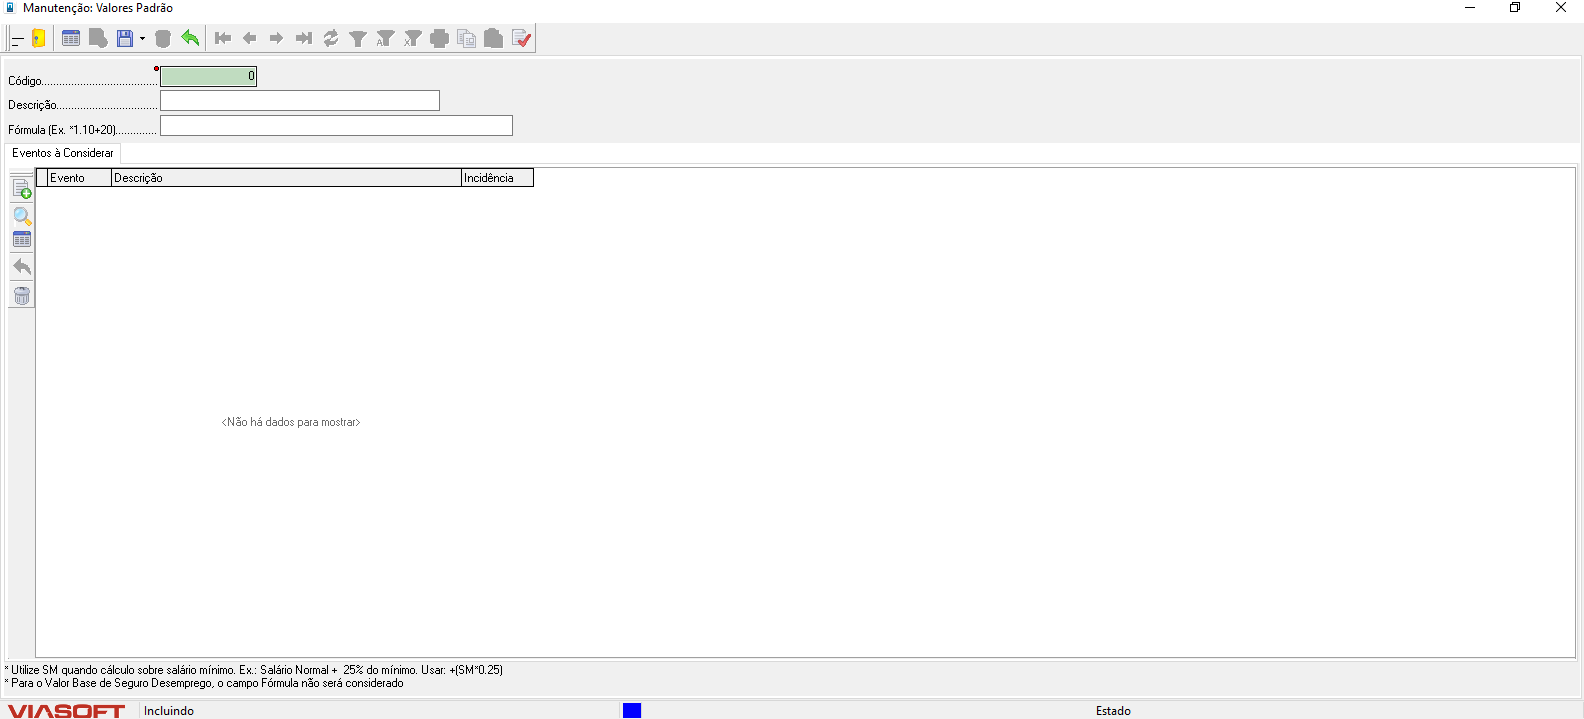 Manutenção: Valores Padrão
Código
0
Descrição
Fórmula (Ex. *1.10+20)
Eventos à Considerar
Evento Descrição Incidência
<Não há dados para mostrar>
* Utilize SM quando cálculo sobre salário mínimo. Ex.: Salário Normal + 25% do mínimo. Usar: +(SM*0.25)
* Para o Valor Base de Seguro Desemprego, o campo Fórmula não será considerado
VIASOFT Incluindo Estado